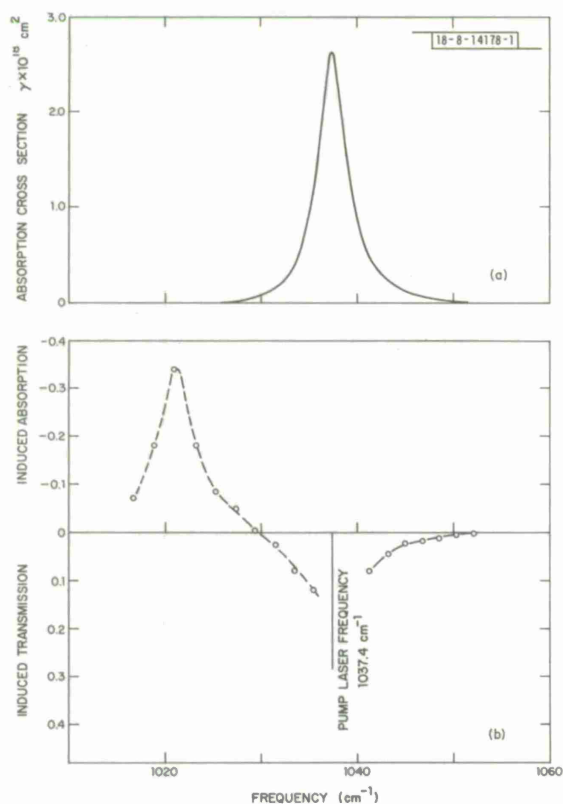 18-8-14178-1
ABSORPTION CROSS SECTION γ×10¹⁸ cm²
3.0
2.0
1.0
0
(a)
INDUCED ABSORPTION
-0.4
-0.3
-0.2
-0.1
0
INDUCED TRANSMISSION
0.1
0.2
0.3
0.4
PUMP LASER FREQUENCY
1037.4 cm⁻¹
(b)
1020
1040
1060
FREQUENCY (cm⁻¹)